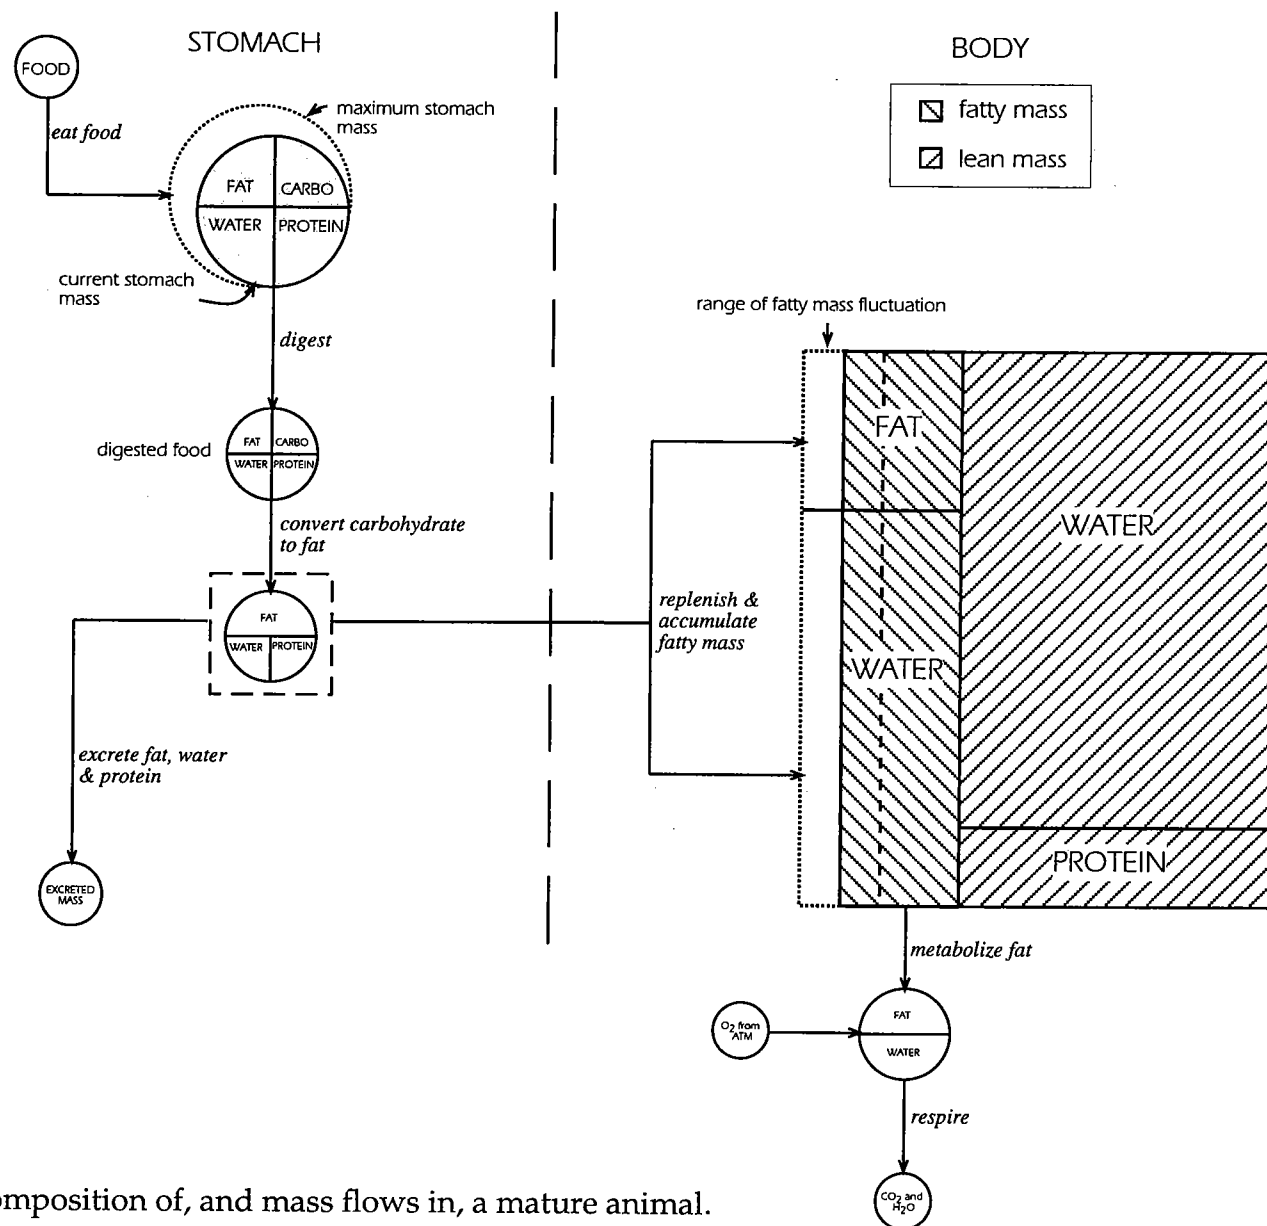 STOMACH
BODY
FOOD
eat food
maximum stomach
mass
fatty mass
lean mass
FAT
CARBO
WATER
PROTEIN
current stomach
mass
digest
range of fatty mass fluctuation
digested food
FAT
CARBO
WATER
PROTEIN
convert carbohydrate
to fat
FAT
WATER
PROTEIN
replenish &
accumulate
fatty mass
FAT
WATER
WATER
PROTEIN
excrete fat, water
& protein
EXCRETED
MASS
metabolize fat
O2 from
ATM
FAT
WATER
respire
CO2 and
H2O
omposition of, and mass flows in, a mature animal.